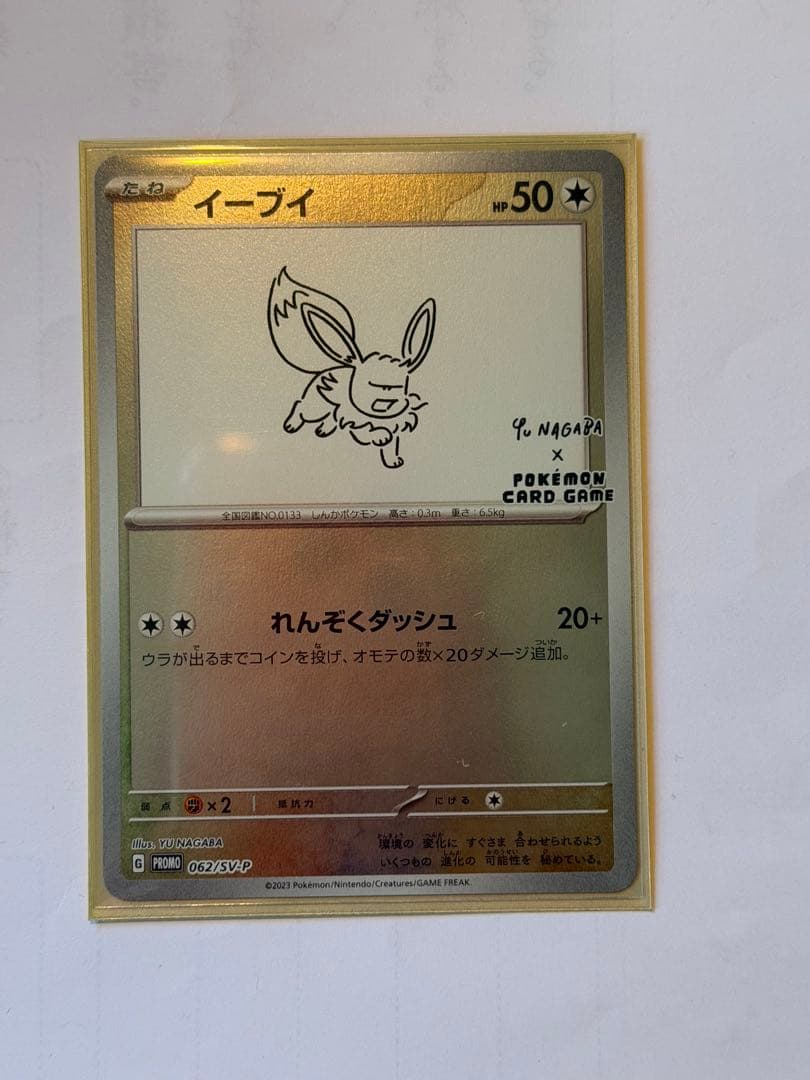 たね イーブイ HP50
YU NAGABA
×
POKÉMON
CARD GAME
全国図鑑NO.0133 しんかポケモン 高さ:0.3m 重さ:6.5kg
れんぞくダッシュ 20+
ウラが出るまでコインを投げ、オモテの数×20ダメージ追加。
弱点 ×2 抵抗力 にげる
Illus. YU NAGABA
環境の 変化に すぐさま 合わせられるよう
いくつもの 進化の 可能性を 秘めている。
G PROMO 062/SV-P
©2023 Pokémon/Nintendo/Creatures/GAME FREAK.